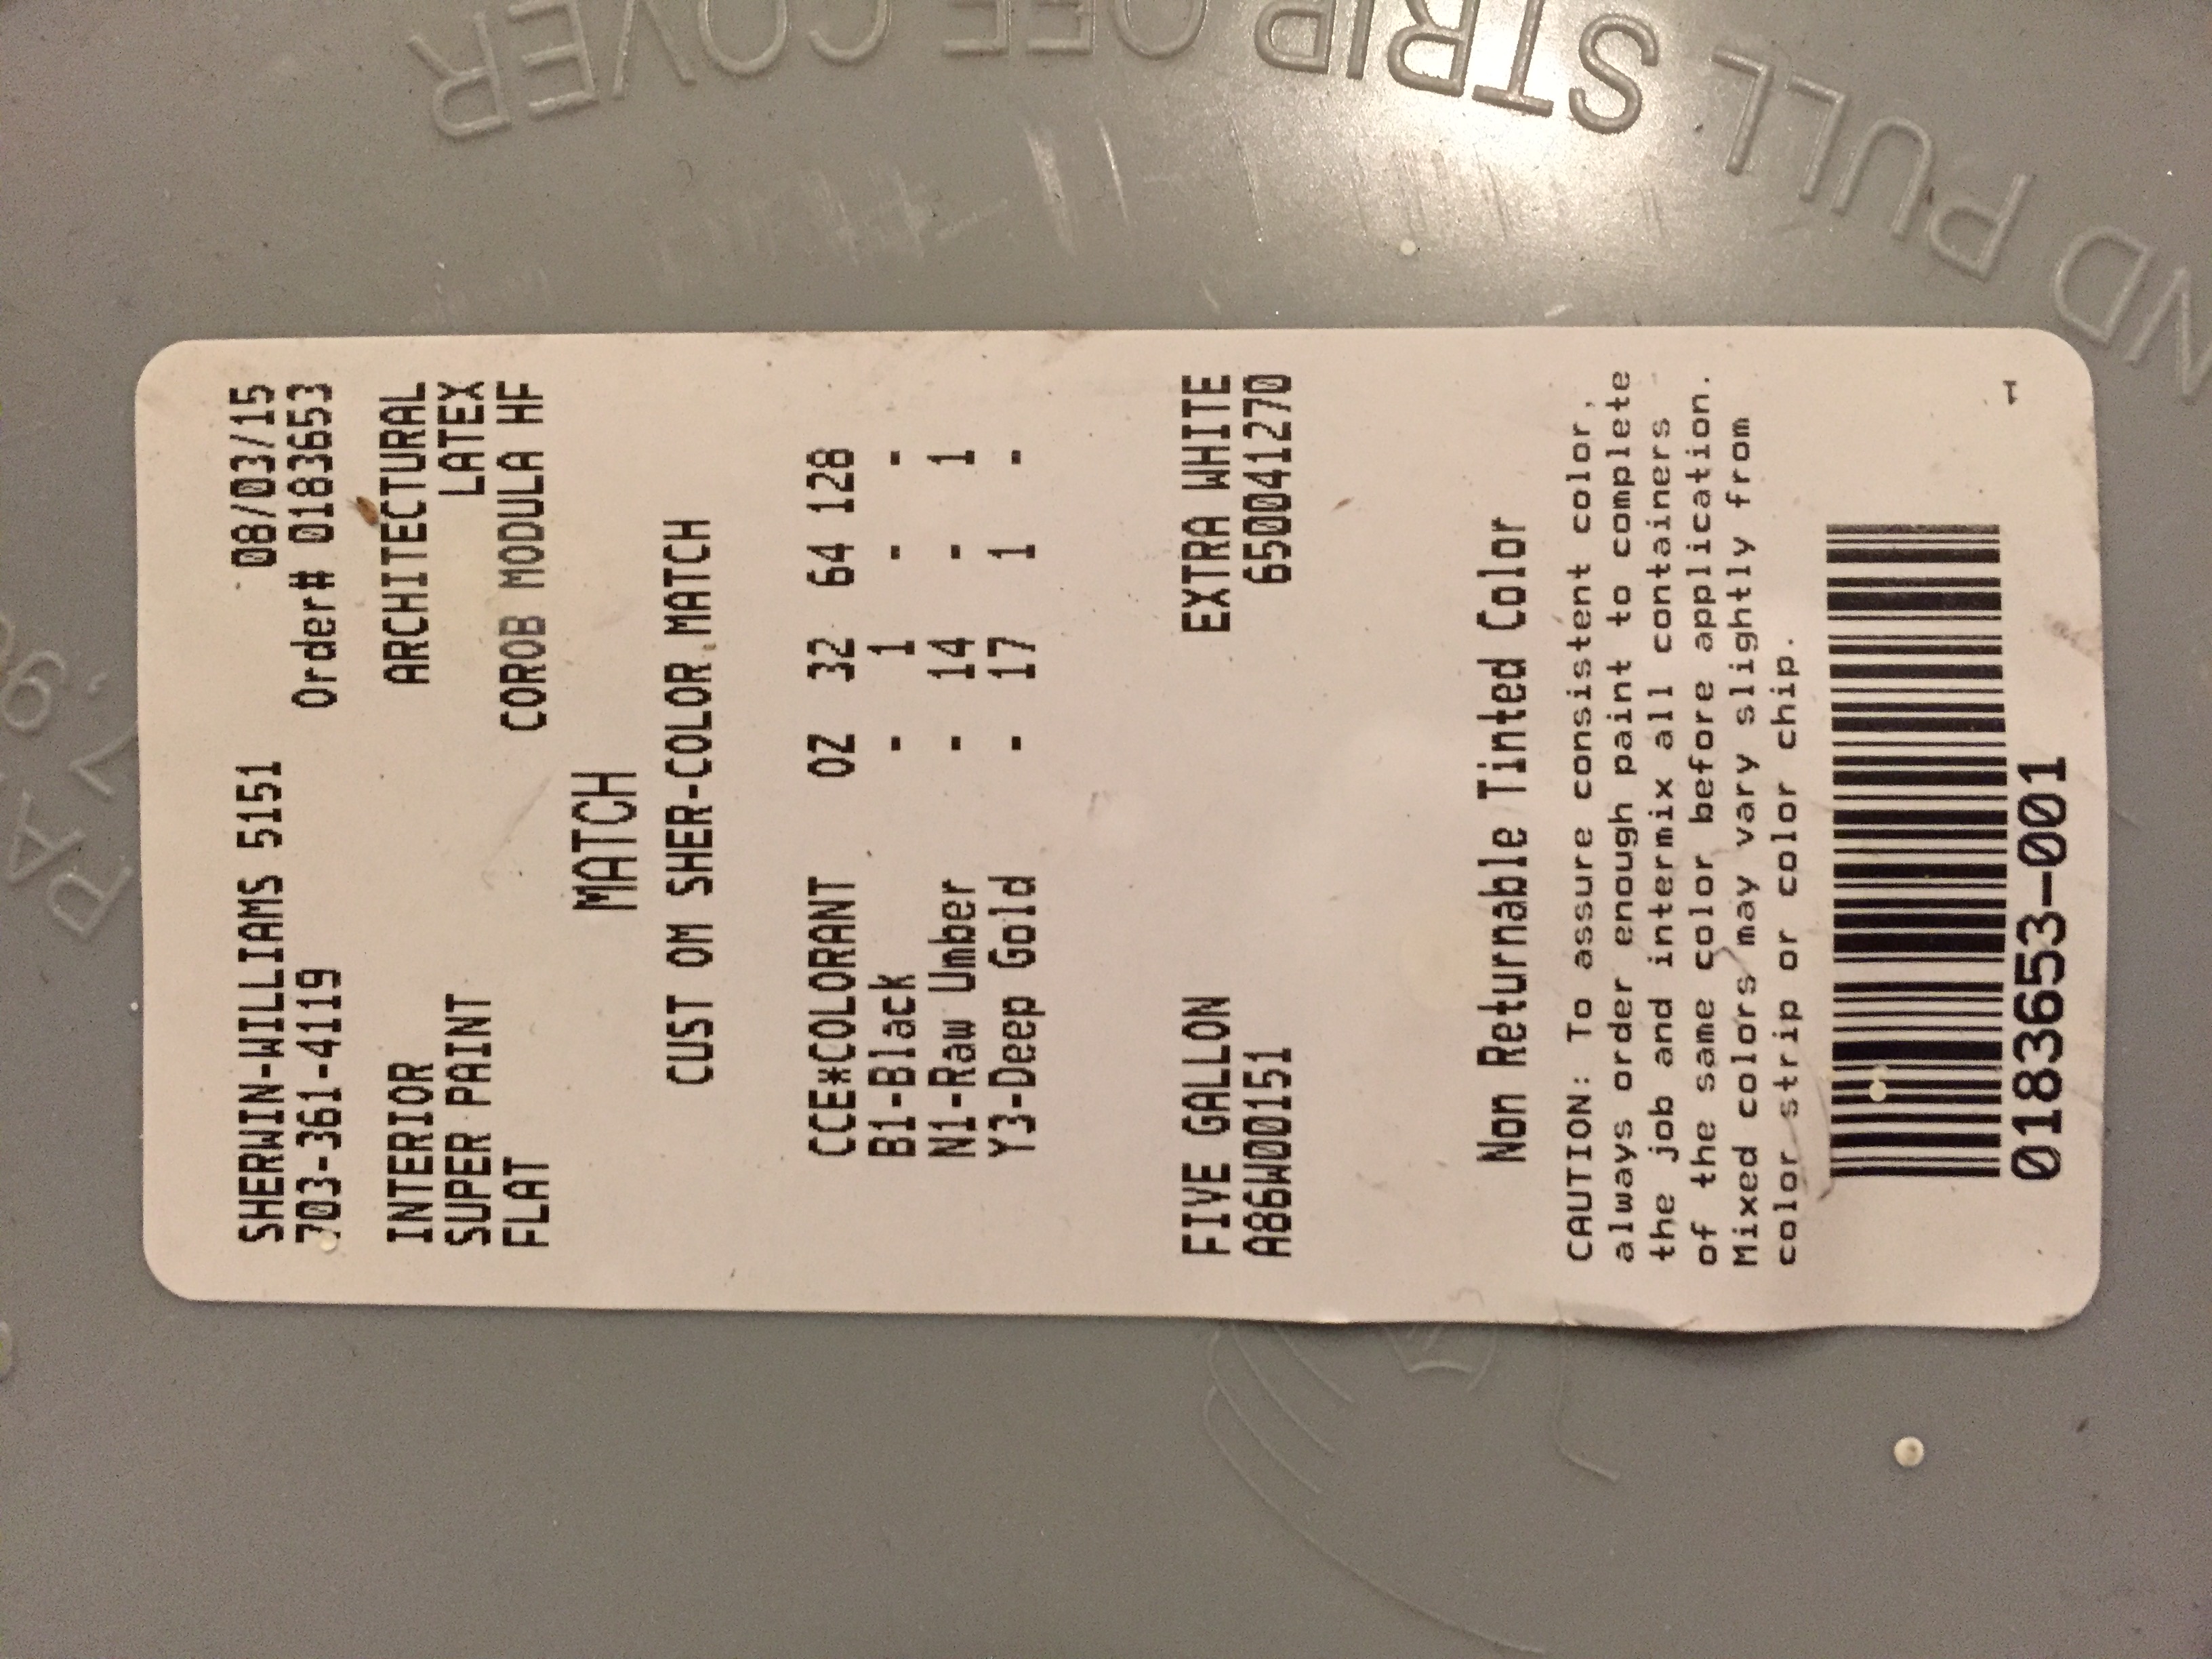 SHERWIN-WILLIAMS 5151 08/03/15
703-361-4119 Order# 0183653
INTERIOR ARCHITECTURAL
SUPER PAINT LATEX
FLAT COROB MODULA HF
MATCH
CUST OM SHER-COLOR MATCH
CCE*COLORANT OZ 32 64 128
B1-Black - 1 - -
N1-Raw Umber - 14 - 1
Y3-Deep Gold - 17 1 -
FIVE GALLON EXTRA WHITE
A86W00151 650041270
Non Returnable Tinted Color
CAUTION: To assure consistent color,
always order enough paint to complete
the job and intermix all containers
of the same color before application.
Mixed colors may vary slightly from
color strip or color chip.
0183653-001
1
ND PULL STRIP OFF COVER